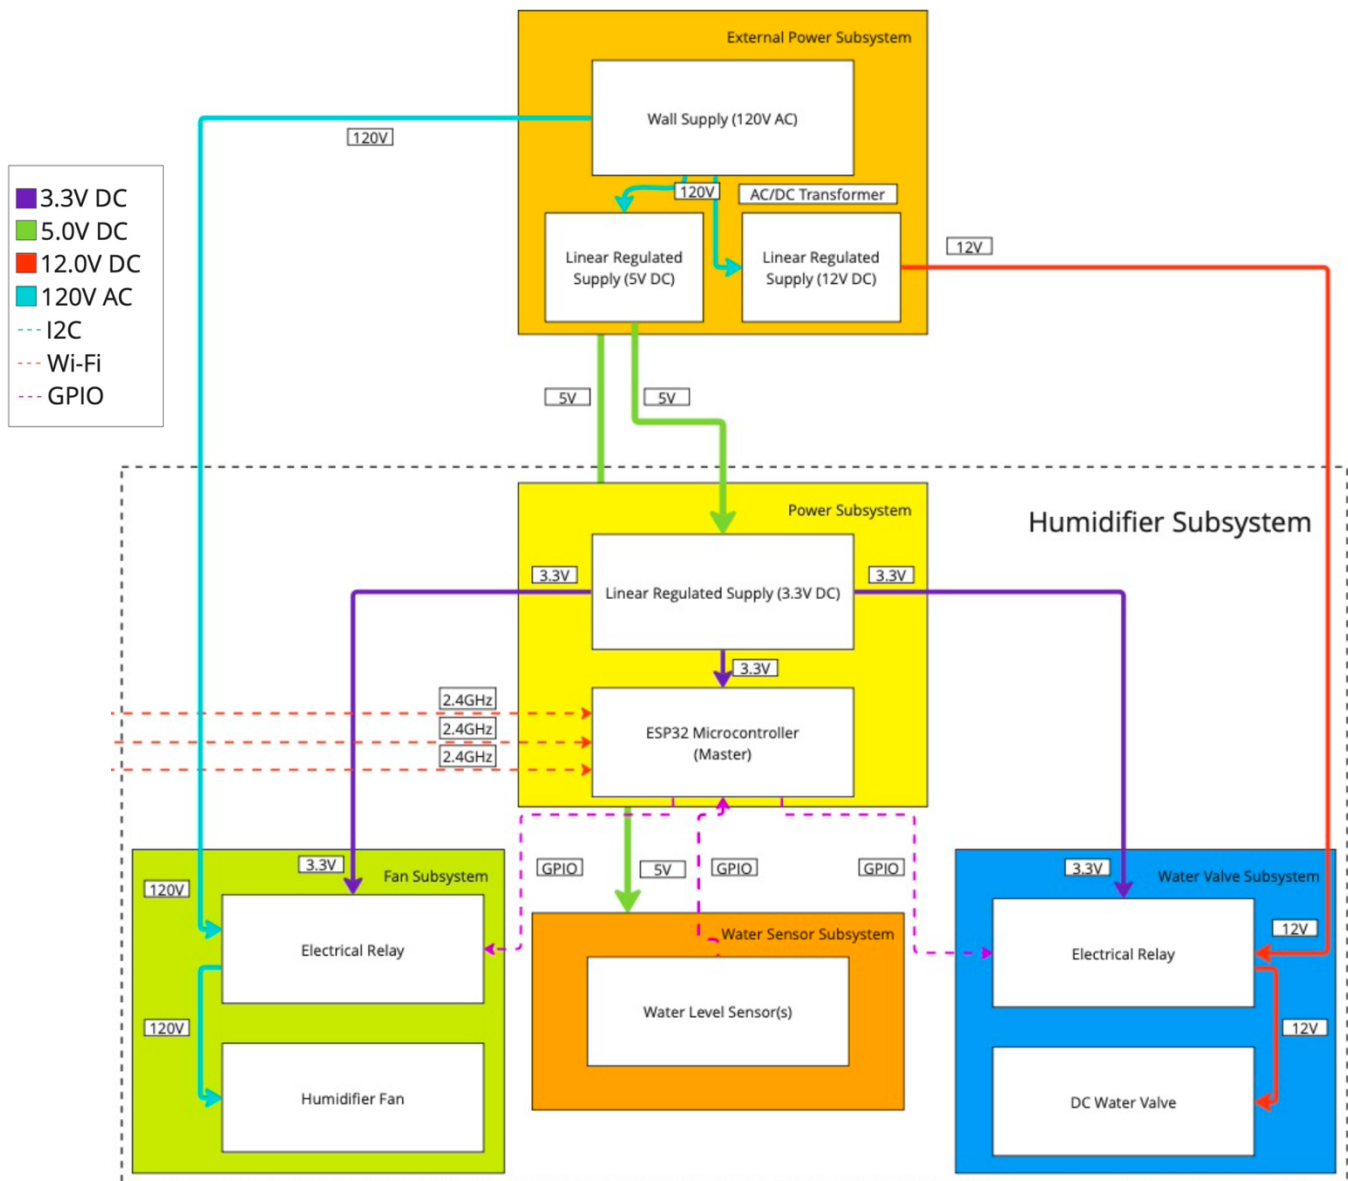 External Power Subsystem
Wall Supply (120V AC)
120V
120V
AC/DC Transformer
Linear Regulated
Supply (5V DC)
Linear Regulated
Supply (12V DC)
12V
3.3V DC
5.0V DC
12.0V DC
120V AC
I2C
Wi-Fi
GPIO
5V
5V
Humidifier Subsystem
Power Subsystem
3.3V
3.3V
Linear Regulated Supply (3.3V DC)
3.3V
2.4GHz
2.4GHz
2.4GHz
ESP32 Microcontroller
(Master)
Fan Subsystem
3.3V
120V
Electrical Relay
120V
Humidifier Fan
GPIO
5V
GPIO
GPIO
Water Sensor Subsystem
Water Level Sensor(s)
Water Valve Subsystem
3.3V
12V
Electrical Relay
12V
DC Water Valve